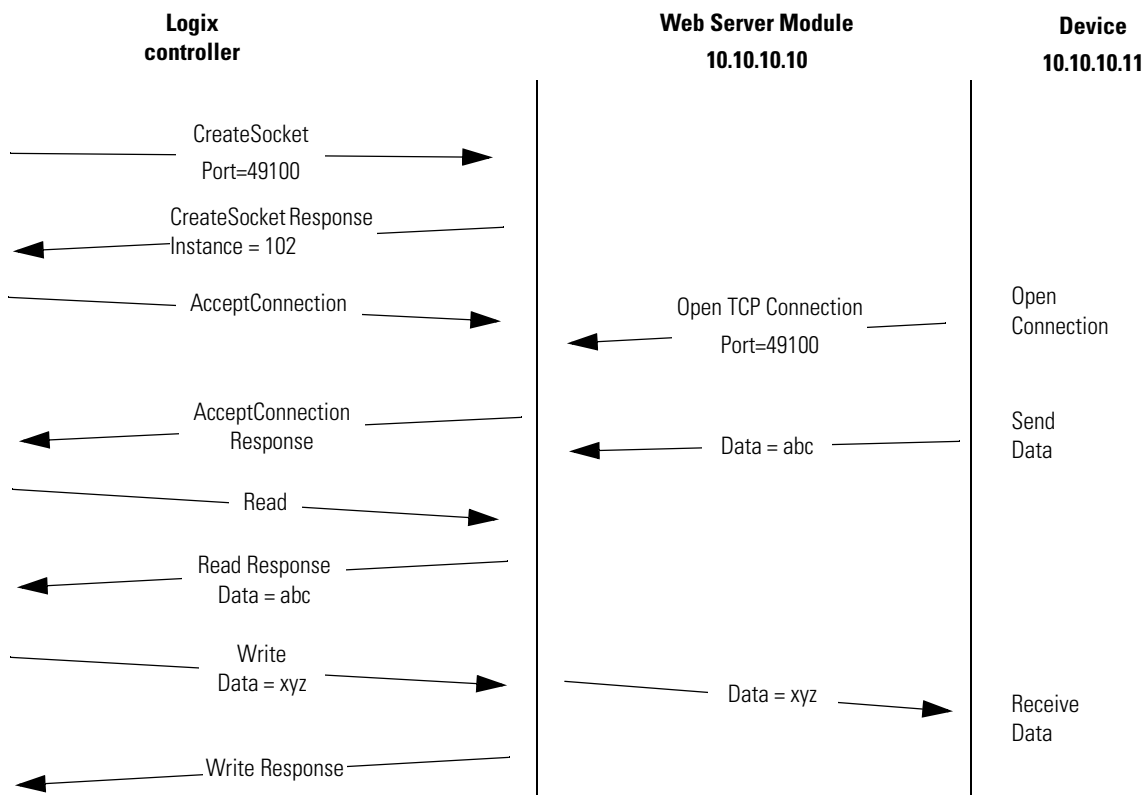 Logix
controller
Web Server Module
10.10.10.10
Device
10.10.10.11
CreateSocket
Port=49100
CreateSocket Response
Instance = 102
AcceptConnection
Open TCP Connection
Port=49100
Open
Connection
AcceptConnection
Response
Data = abc
Send
Data
Read
Read Response
Data = abc
Write
Data = xyz
Data = xyz
Receive
Data
Write Response